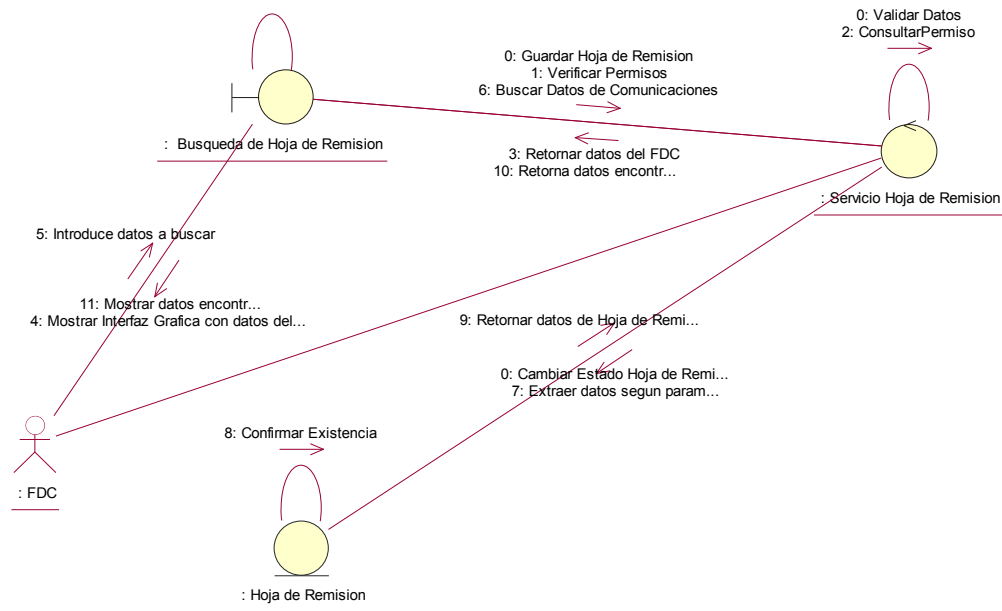 0: Validar Datos
2: ConsultarPermiso
0: Guardar Hoja de Remision
1: Verificar Permisos
6: Buscar Datos de Comunicaciones
: Busqueda de Hoja de Remision
3: Retornar datos del FDC
10: Retorna datos encontr...
: Servicio Hoja de Remision
5: Introduce datos a buscar
11: Mostrar datos encontr...
4: Mostrar Interfaz Grafica con datos del...
9: Retornar datos de Hoja de Remi...
0: Cambiar Estado Hoja de Remi...
7: Extraer datos segun param...
8: Confirmar Existencia
: FDC
: Hoja de Remision